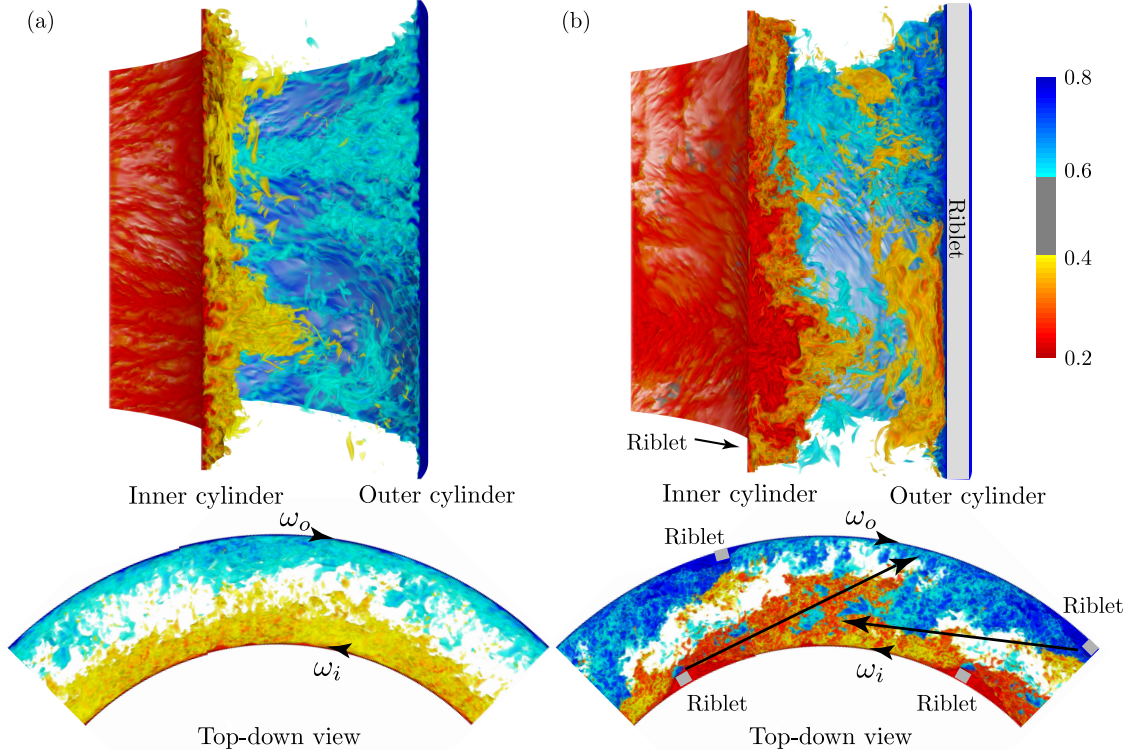 (a)
(b)
0.8
0.6
0.4
0.2
Riblet
Riblet
Inner cylinder
Outer cylinder
Inner cylinder
Outer cylinder
ω_o
ω_i
Top-down view
ω_o
Riblet
Riblet
ω_i
Riblet
Riblet
Top-down view